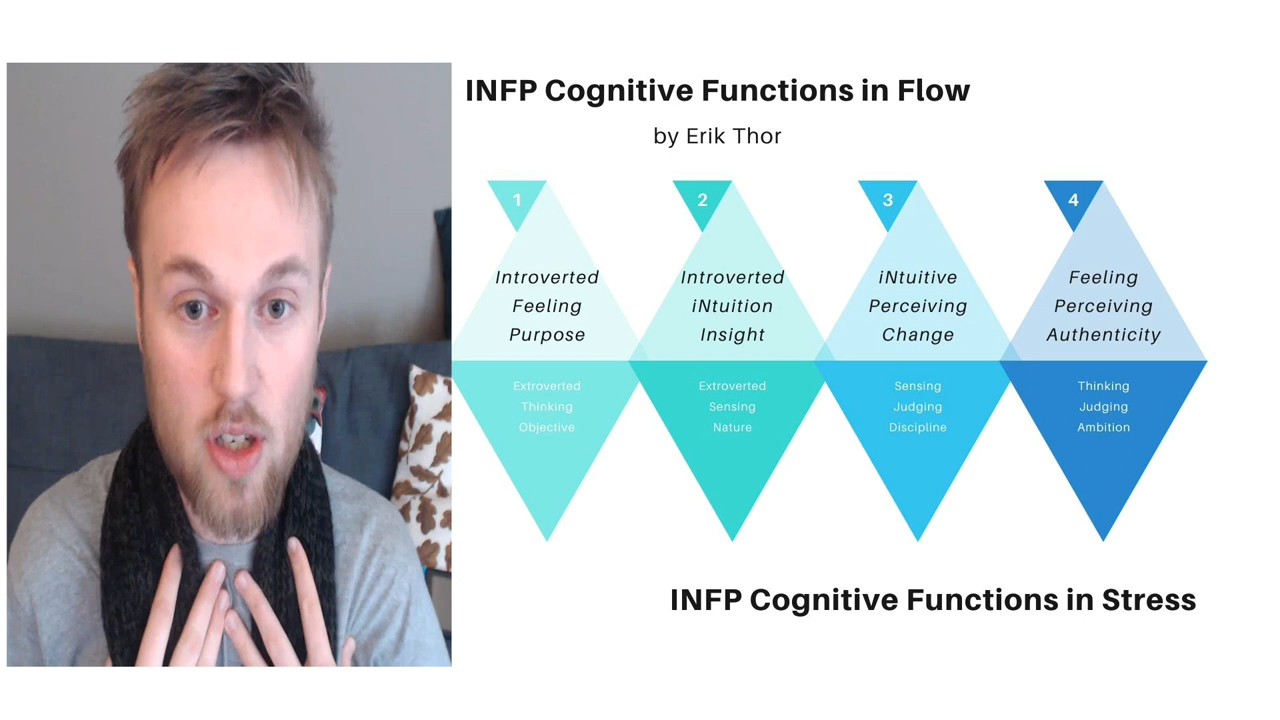 INFP Cognitive Functions in Flow
by Erik Thor
1
Introverted
Feeling
Purpose
Extroverted
Thinking
Objective
2
Introverted
iNtuition
Insight
Extroverted
Sensing
Nature
3
iNtuitive
Perceiving
Change
Sensing
Judging
Discipline
4
Feeling
Perceiving
Authenticity
Thinking
Judging
Ambition
INFP Cognitive Functions in Stress